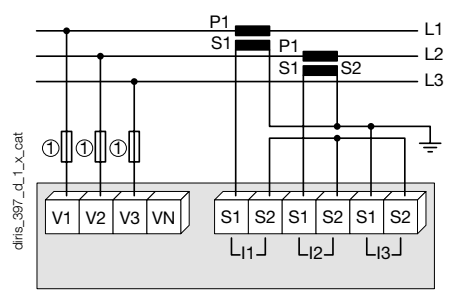 P1 L1
S1 P1 L2
S1 S2
L3
① ① ①
diris_397_d_1_x_cat
V1 V2 V3 VN S1 S2 S1 S2 S1 S2
I1 I2 I3